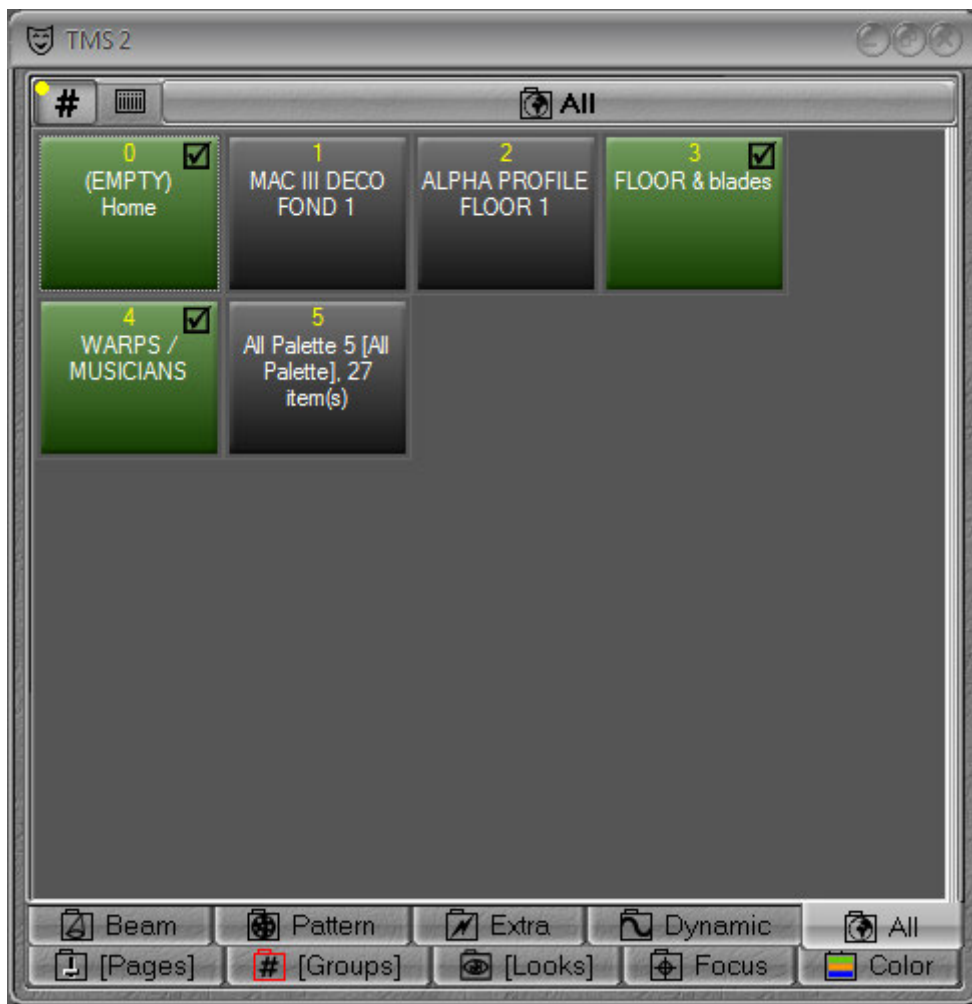 TMS 2
# All
0
(EMPTY)
Home
1
MAC III DECO
FOND 1
2
ALPHA PROFILE
FLOOR 1
3
FLOOR & blades
4
WARPS /
MUSICIANS
5
All Palette 5 [All
Palette], 27
item(s)
Beam Pattern Extra Dynamic All
[Pages] # [Groups] [Looks] Focus Color